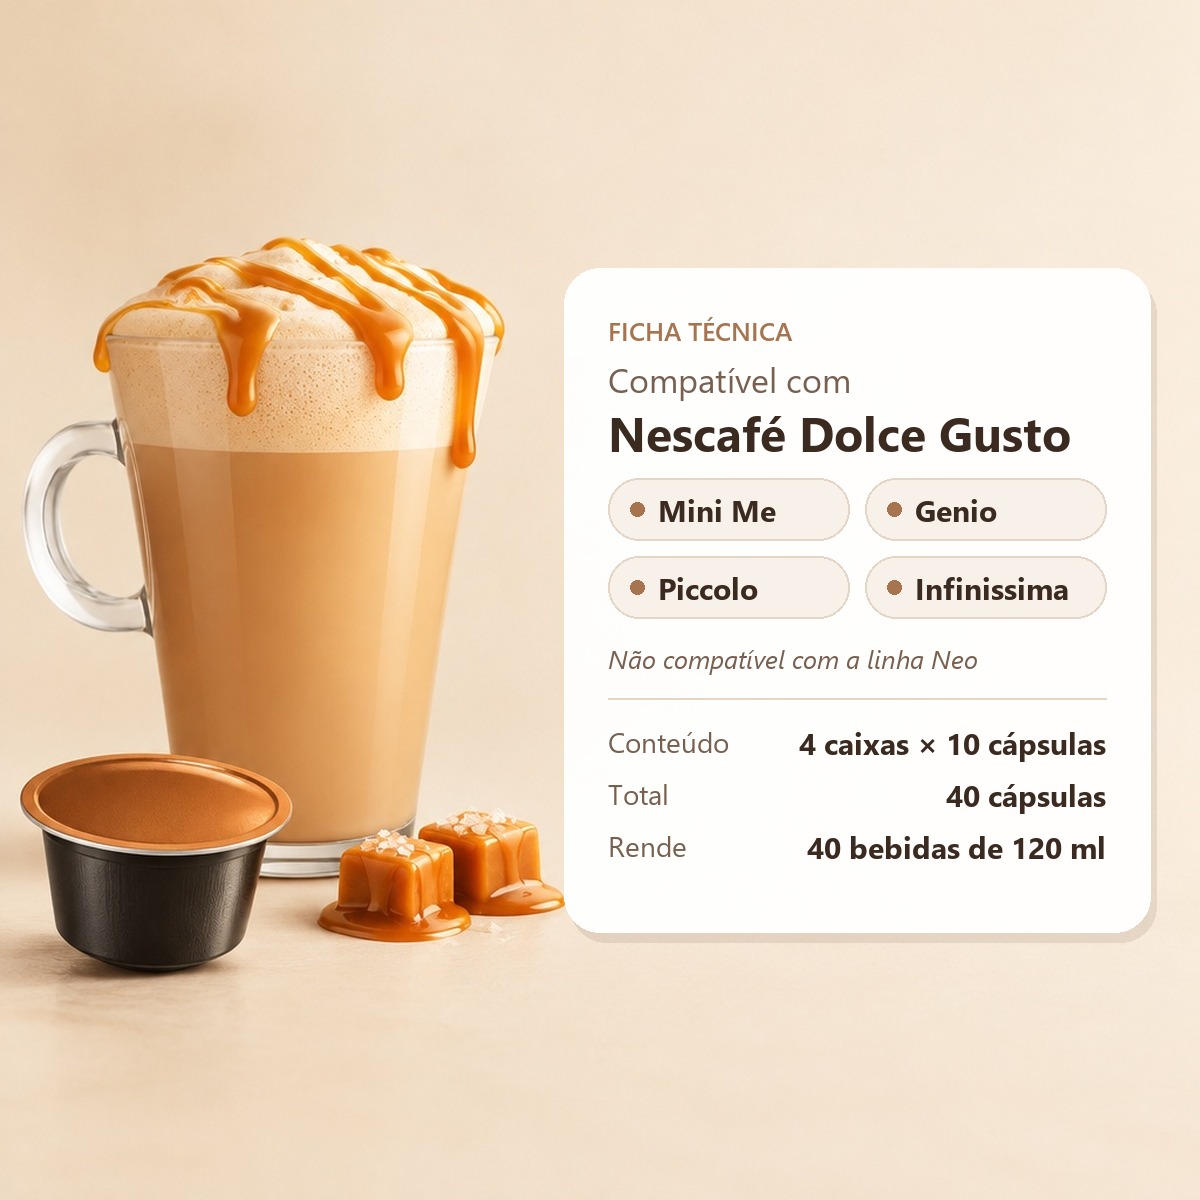 FICHA TÉCNICA
Compatível com
Nescafé Dolce Gusto
Mini Me
Genio
Piccolo
Infinissima
Não compatível com a linha Neo
Conteúdo 4 caixas × 10 cápsulas
Total 40 cápsulas
Rende 40 bebidas de 120 ml